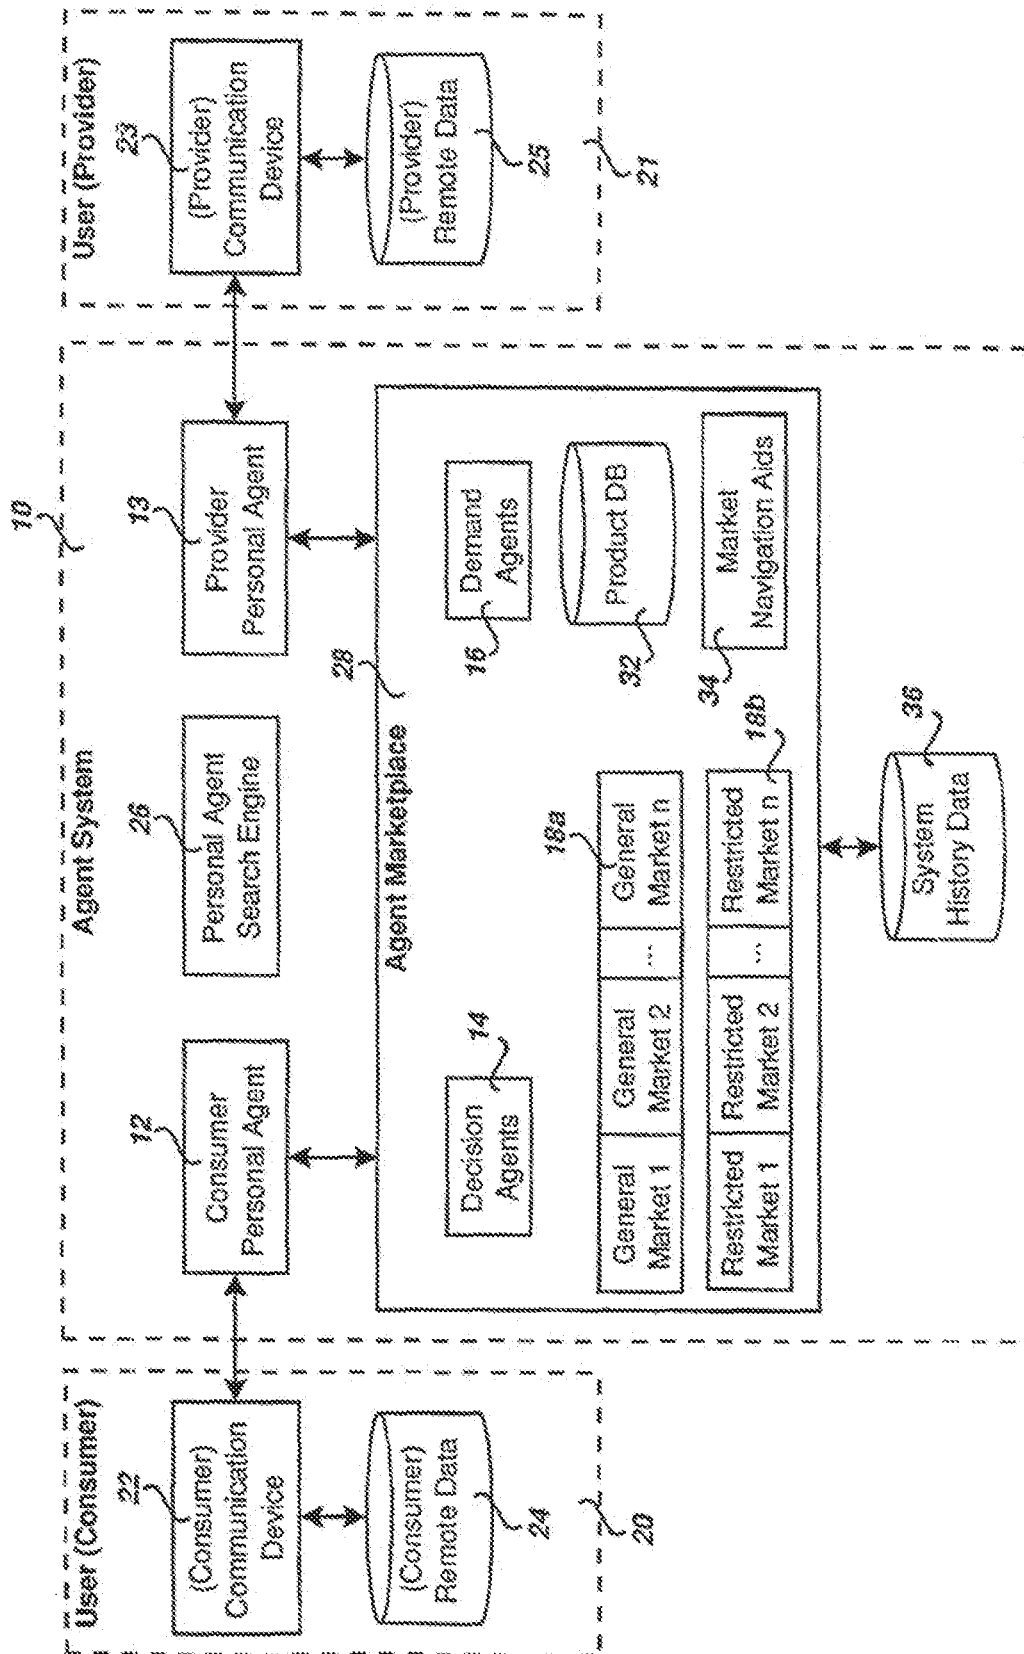 User (Consumer)
22
(Consumer)
Communication
Device
(Consumer)
Remote Data
24
20
10
Agent System
12
Consumer
Personal Agent
26
Personal Agent
Search Engine
13
Provider
Personal Agent
28
Agent Marketplace
14
Decision
Agents
16
Demand
Agents
18a
General
Market 1
General
Market 2
...
General
Market n
Restricted
Market 1
Restricted
Market 2
...
Restricted
Market n
18b
Product DB
32
Market
Navigation Aids
34
System
History Data
36
User (Provider)
23
(Provider)
Communication
Device
(Provider)
Remote Data
25
21